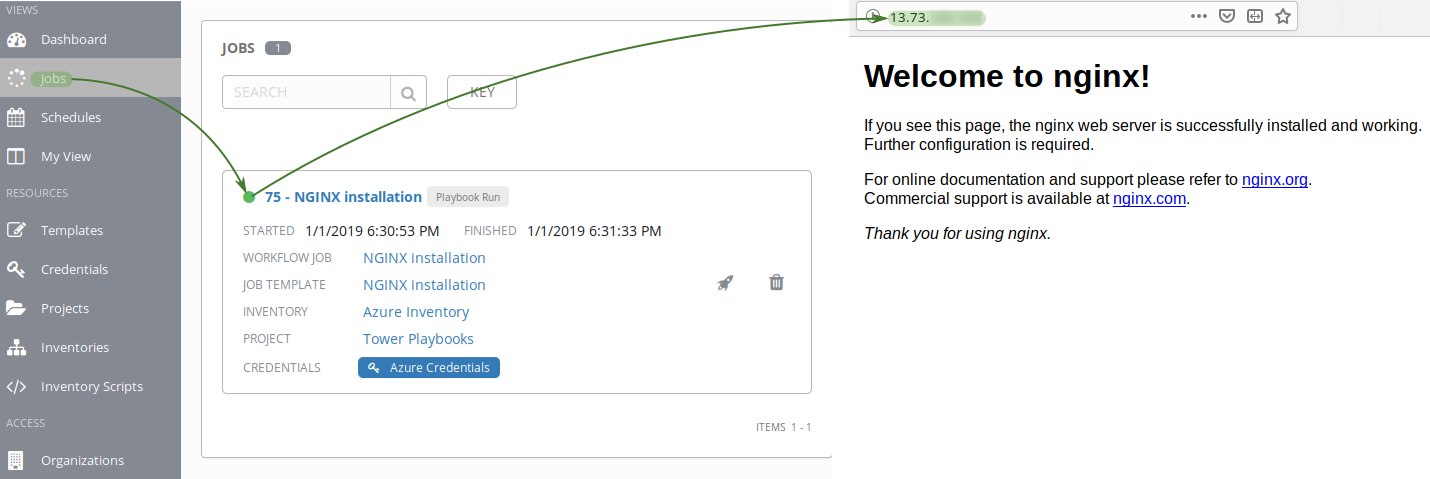 VIEWS
Dashboard
Jobs
Schedules
My View
RESOURCES
Templates
Credentials
Projects
Inventories
Inventory Scripts
ACCESS
Organizations
JOBS 1
SEARCH KEY
75 - NGINX installation Playbook Run
STARTED 1/1/2019 6:30:53 PM FINISHED 1/1/2019 6:31:33 PM
WORKFLOW JOB NGINX installation
JOB TEMPLATE NGINX installation
INVENTORY Azure Inventory
PROJECT Tower Playbooks
CREDENTIALS Azure Credentials
ITEMS 1 - 1
13.73.
Welcome to nginx!
If you see this page, the nginx web server is successfully installed and working.
Further configuration is required.
For online documentation and support please refer to nginx.org.
Commercial support is available at nginx.com.
Thank you for using nginx.